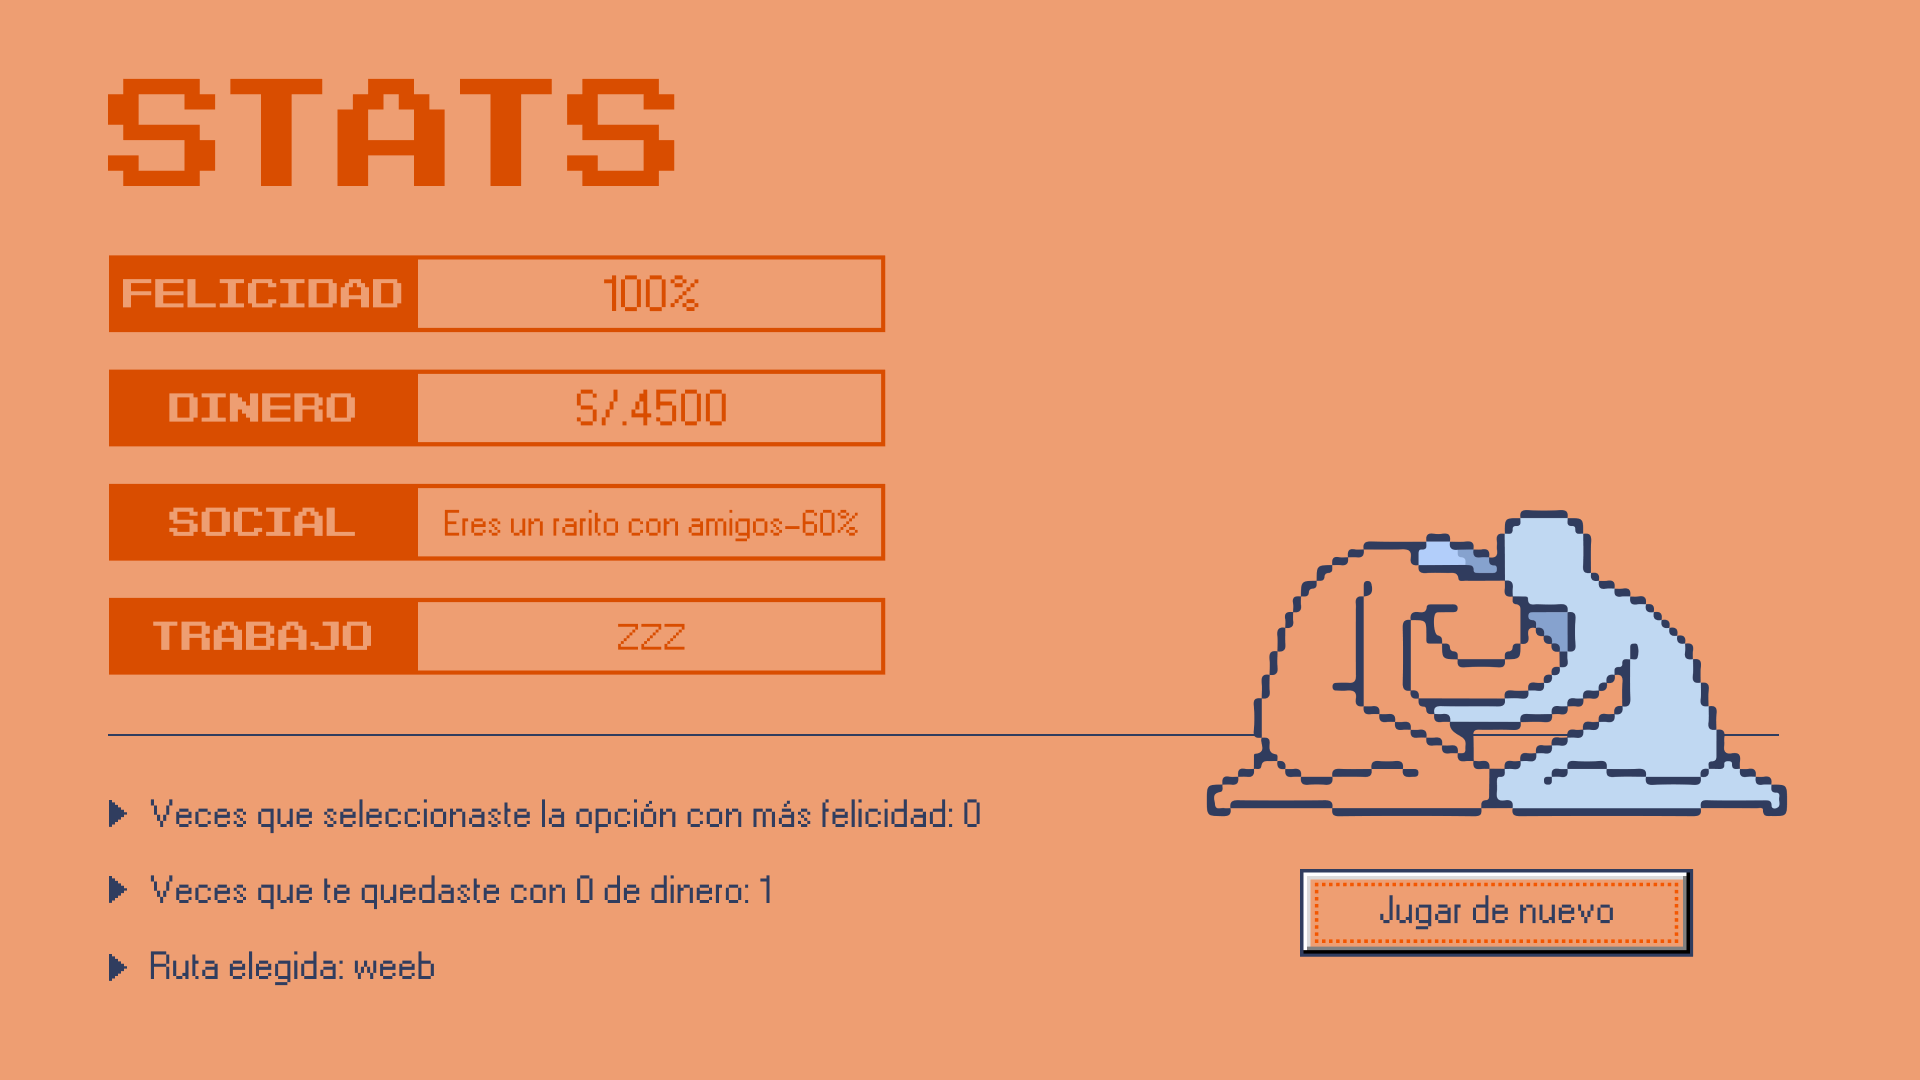 STATS
FELICIDAD 100%
DINERO S/.4500
SOCIAL Eres un rarito con amigos-60%
TRABAJO zzz
Veces que seleccionaste la opción con más felicidad: 0
Veces que te quedaste con 0 de dinero: 1
Ruta elegida: weeb
Jugar de nuevo